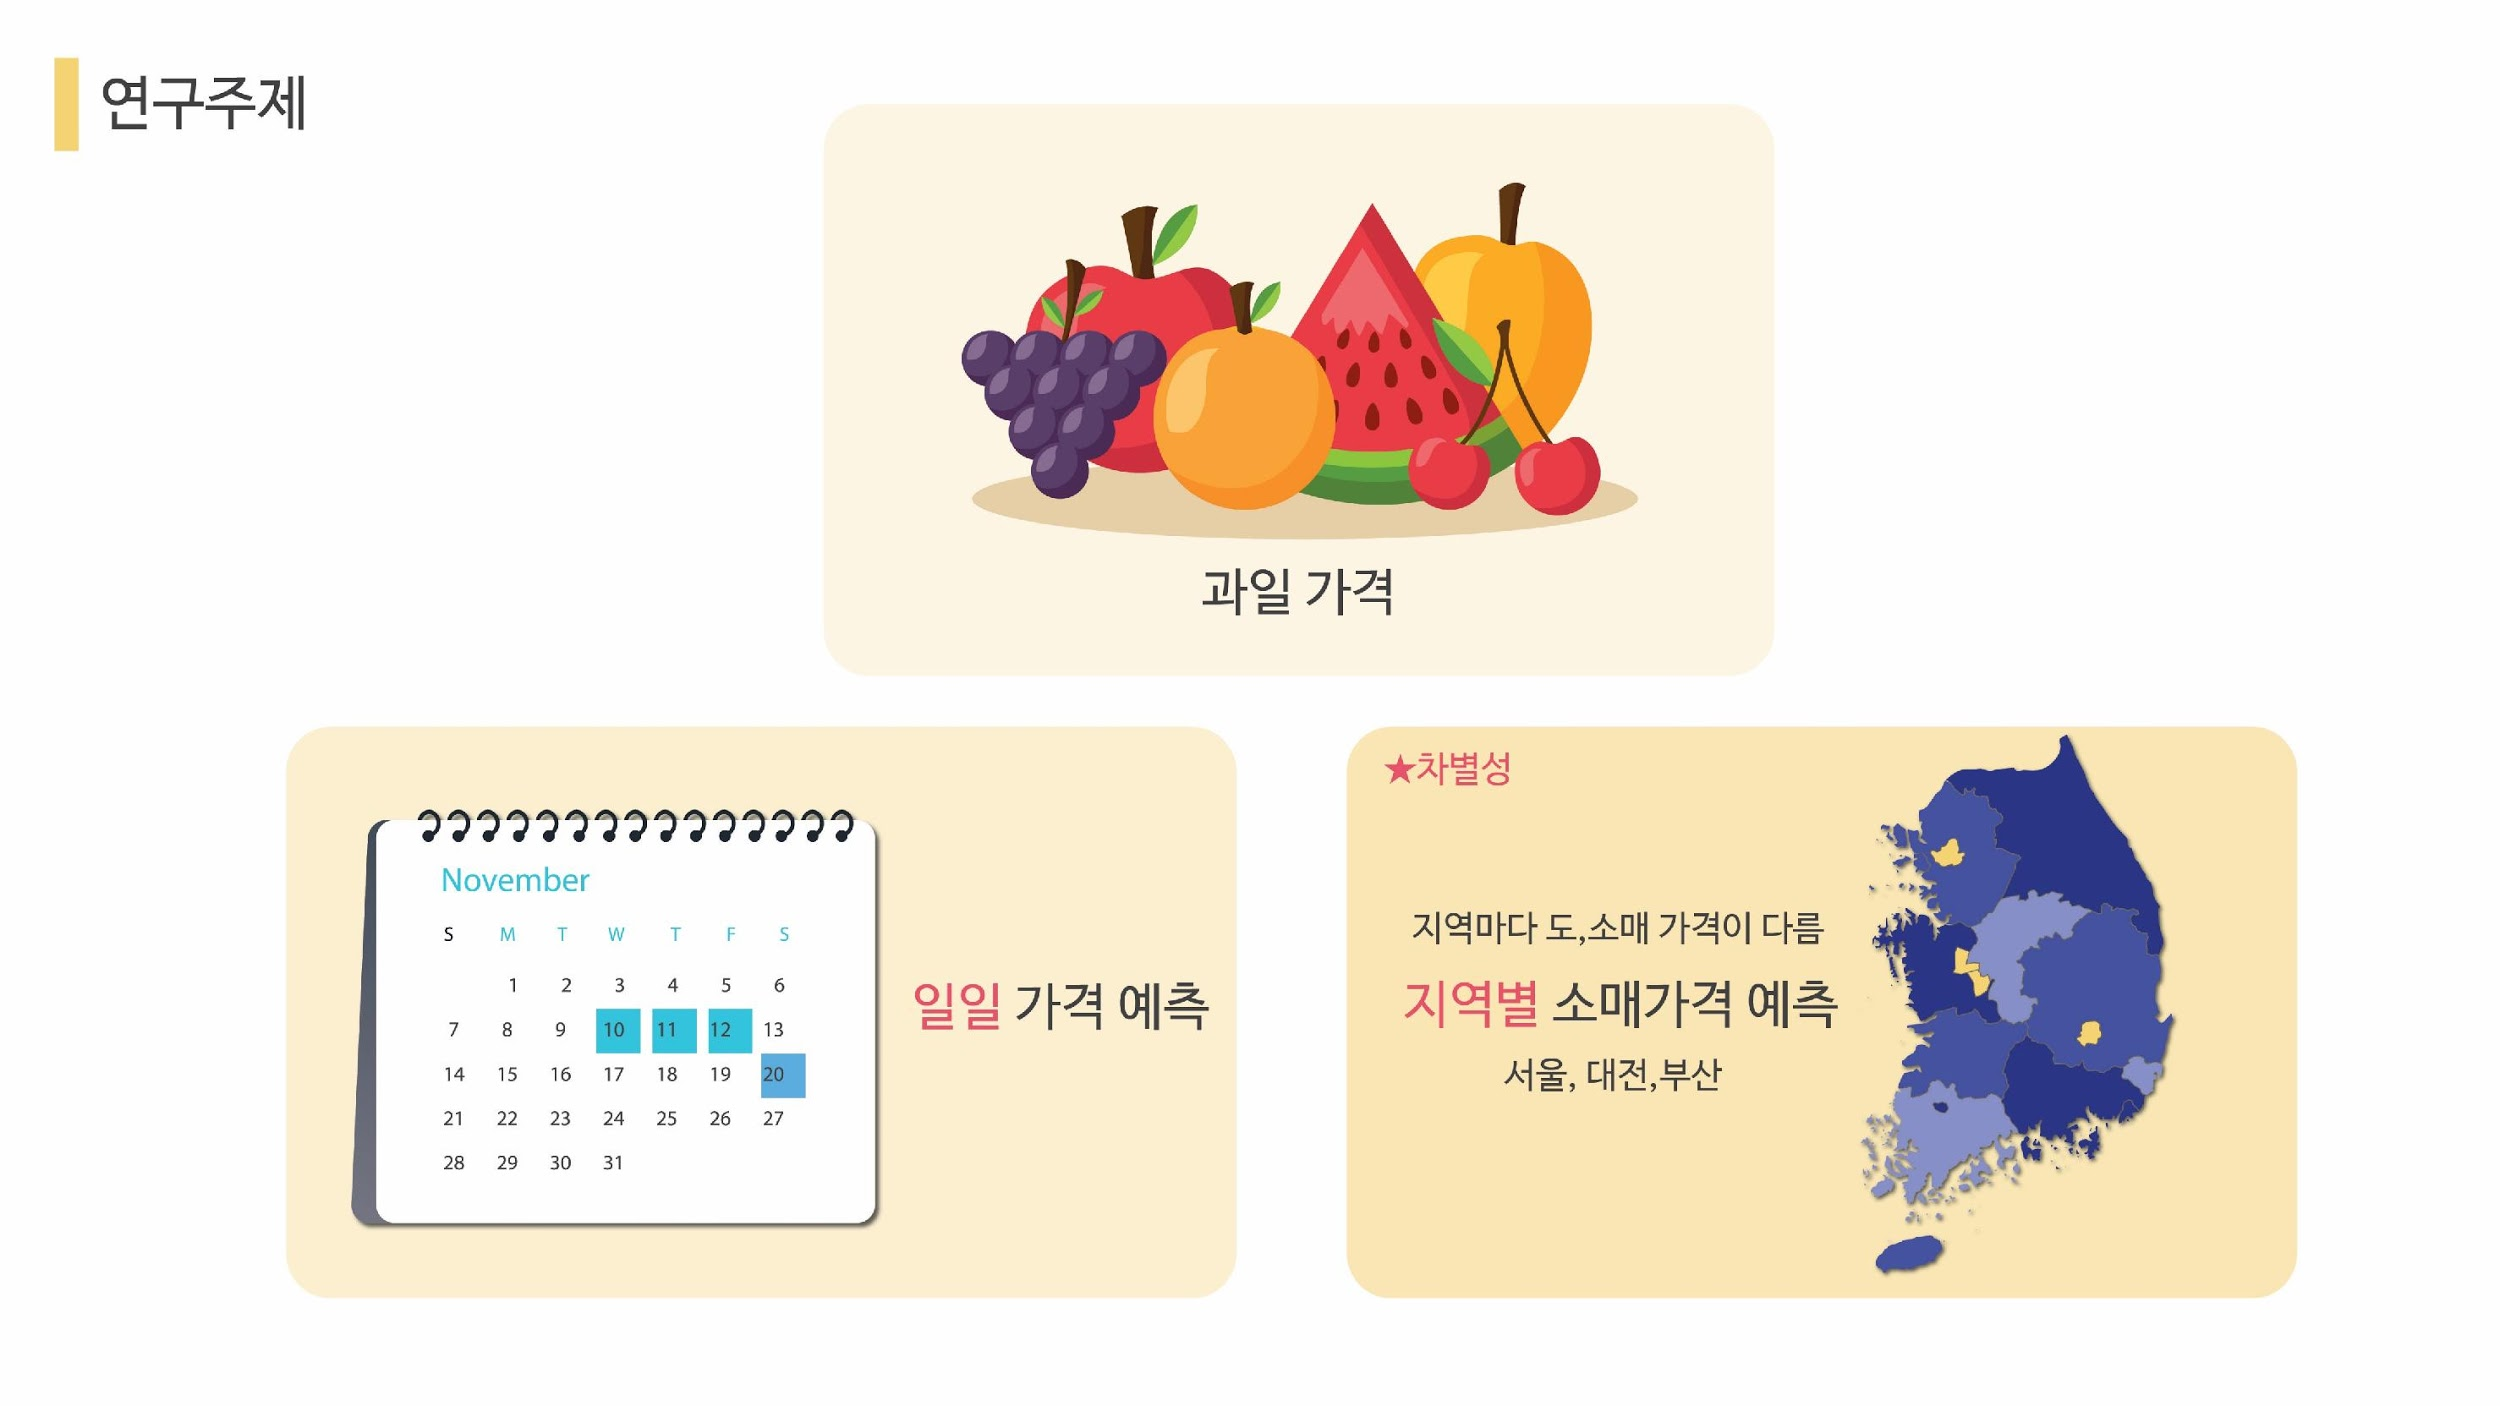 연구주제
과일 가격
November
S M T W T F S
1 2 3 4 5 6
7 8 9 10 11 12 13
14 15 16 17 18 19 20
21 22 23 24 25 26 27
28 29 30 31
일일 가격 예측
★차별성
지역마다 도,소매 가격이 다름
지역별 소매가격 예측
서울, 대전,부산